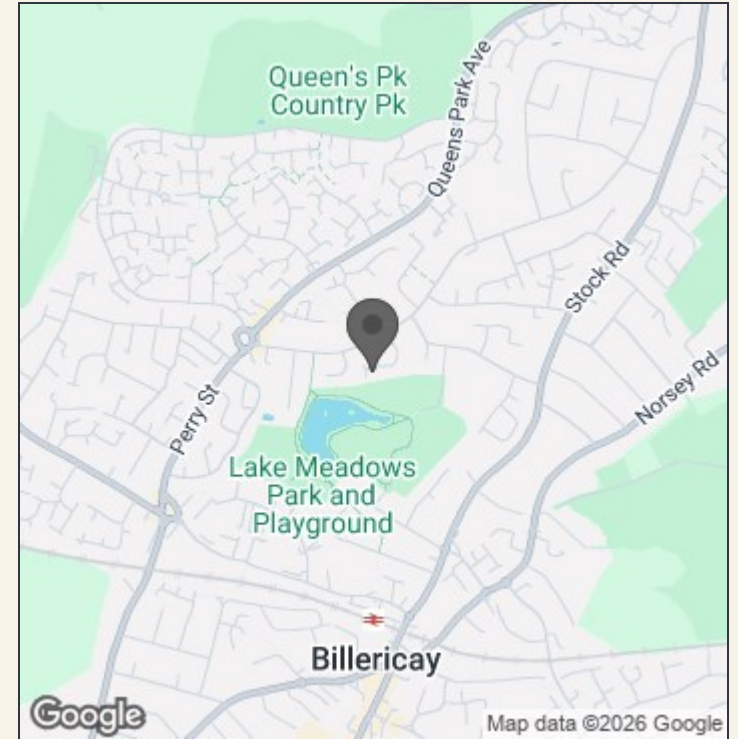 Queen's Pk
Country Pk
Queens Park Ave
Stock Rd
Norsey Rd
Perry St
Lake Meadows
Park and
Playground
Billericay
Google
Map data ©2026 Google